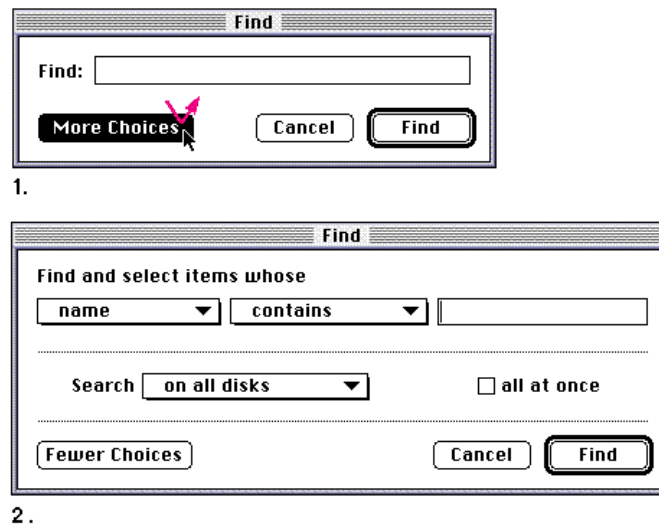 Find
Find:
More Choices Cancel Find
1.
Find
Find and select items whose
name contains
Search on all disks all at once
Fewer Choices Cancel Find
2.